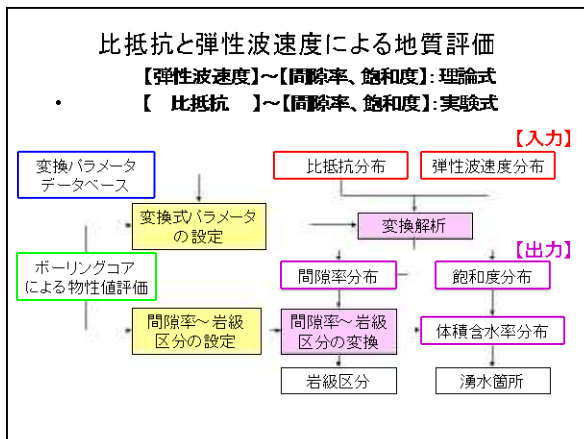 比抵抗と弾性波速度による地質評価
【弾性波速度】～【間隙率、飽和度】:理論式
・ 【 比抵抗 】～【間隙率、飽和度】:実験式
【入力】
変換パラメータ
データベース
比抵抗分布
弾性波速度分布
変換式パラメータ
の設定
変換解析
【出力】
ボーリングコア
による物性値評価
間隙率分布
飽和度分布
間隙率～岩級
区分の設定
間隙率～岩級
区分の変換
体積含水率分布
岩級区分
湧水箇所